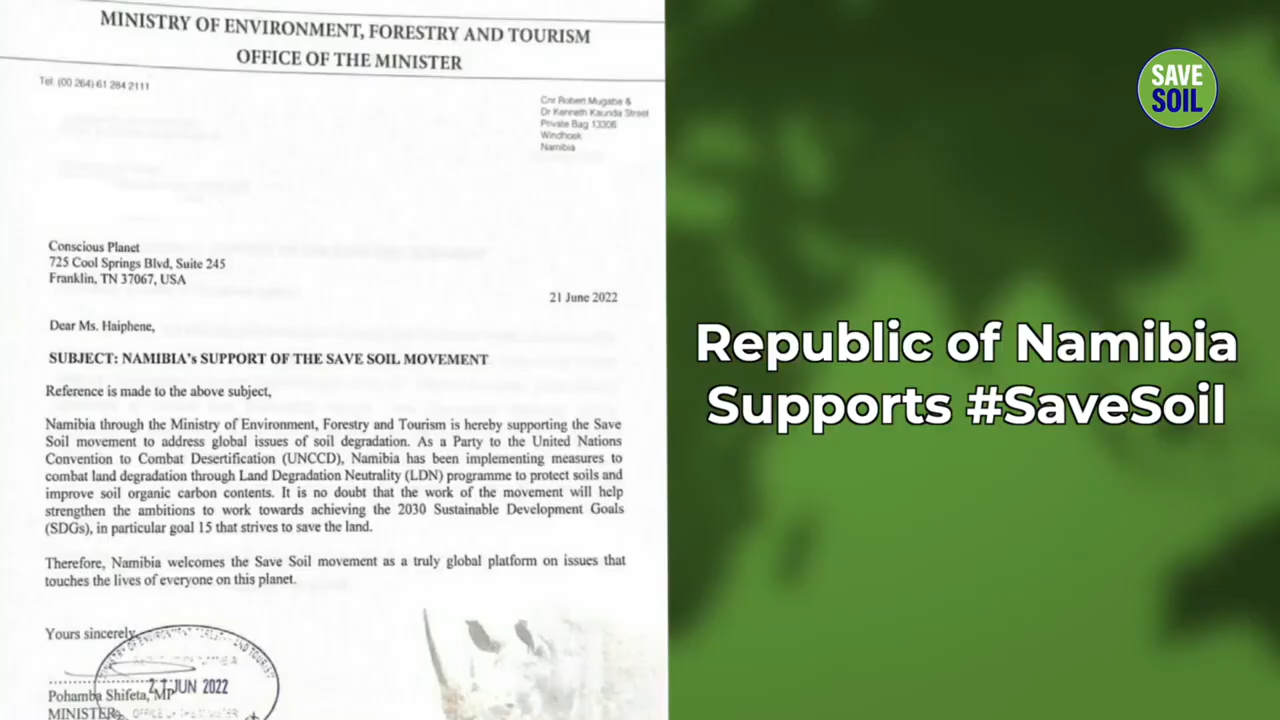 MINISTRY OF ENVIRONMENT, FORESTRY AND TOURISM
OFFICE OF THE MINISTER
Tel: (00 264) 61 284 2111
Cnr Robert Mugabe &
Dr Kenneth Kaunda Street
Private Bag 13306
Windhoek
Namibia
Conscious Planet
725 Cool Springs Blvd, Suite 245
Franklin, TN 37067, USA
21 June 2022
Dear Ms. Haiphene,
SUBJECT: NAMIBIA's SUPPORT OF THE SAVE SOIL MOVEMENT
Reference is made to the above subject,
Namibia through the Ministry of Environment, Forestry and Tourism is hereby supporting the Save
Soil movement to address global issues of soil degradation. As a Party to the United Nations
Convention to Combat Desertification (UNCCD), Namibia has been implementing measures to
combat land degradation through Land Degradation Neutrality (LDN) programme to protect soils and
improve soil organic carbon contents. It is no doubt that the work of the movement will help
strengthen the ambitions to work towards achieving the 2030 Sustainable Development Goals
(SDGs), in particular goal 15 that strives to save the land.
Therefore, Namibia welcomes the Save Soil movement as a truly global platform on issues that
touches the lives of everyone on this planet.
Yours sincerely
Pohamba Shifeta, MP
MINISTER
JUN 2022
OFFICE OF THE MINISTER
SAVE
SOIL
Republic of Namibia
Supports #SaveSoil